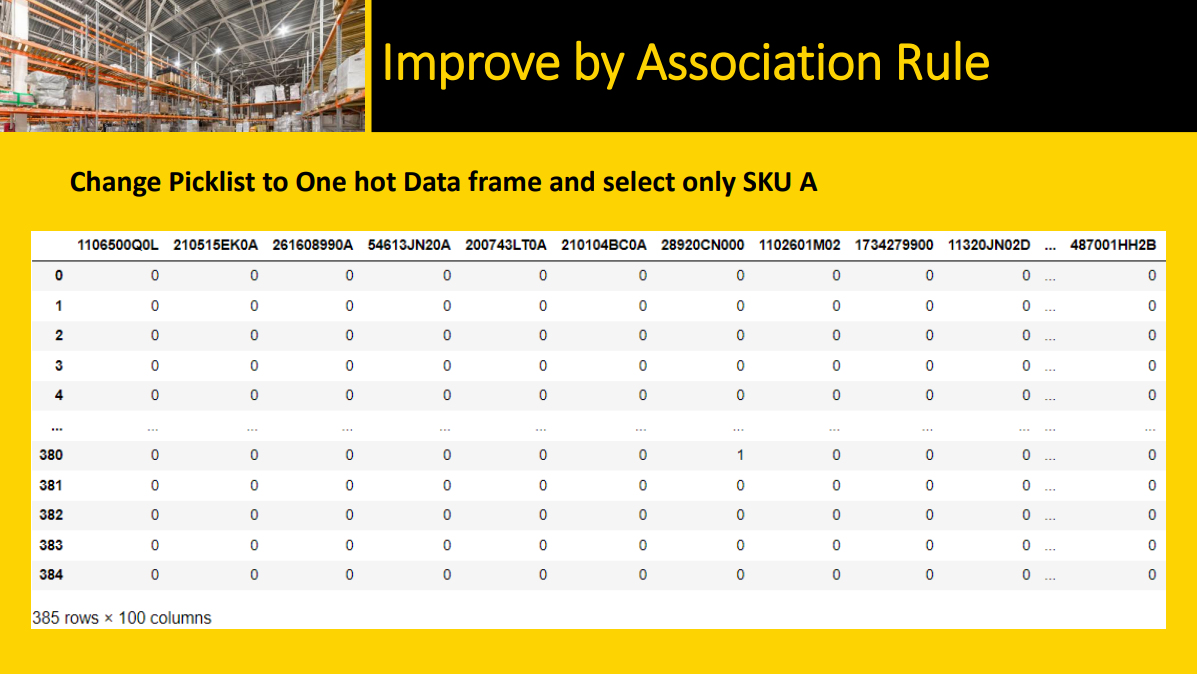 Improve by Association Rule
Change Picklist to One hot Data frame and select only SKU A
1106500Q0L 210515EK0A 261608990A 54613JN20A 200743LT0A 210104BC0A 28920CN000 1102601M02 1734279900 11320JN02D ... 487001HH2B
0 0 0 0 0 0 0 0 0 0 0 ... 0
1 0 0 0 0 0 0 0 0 0 0 ... 0
2 0 0 0 0 0 0 0 0 0 0 ... 0
3 0 0 0 0 0 0 0 0 0 0 ... 0
4 0 0 0 0 0 0 0 0 0 0 ... 0
... ... ... ... ... ... ... ... ... ... ... ... ...
380 0 0 0 0 0 0 1 0 0 0 ... 0
381 0 0 0 0 0 0 0 0 0 0 ... 0
382 0 0 0 0 0 0 0 0 0 0 ... 0
383 0 0 0 0 0 0 0 0 0 0 ... 0
384 0 0 0 0 0 0 0 0 0 0 ... 0
385 rows × 100 columns